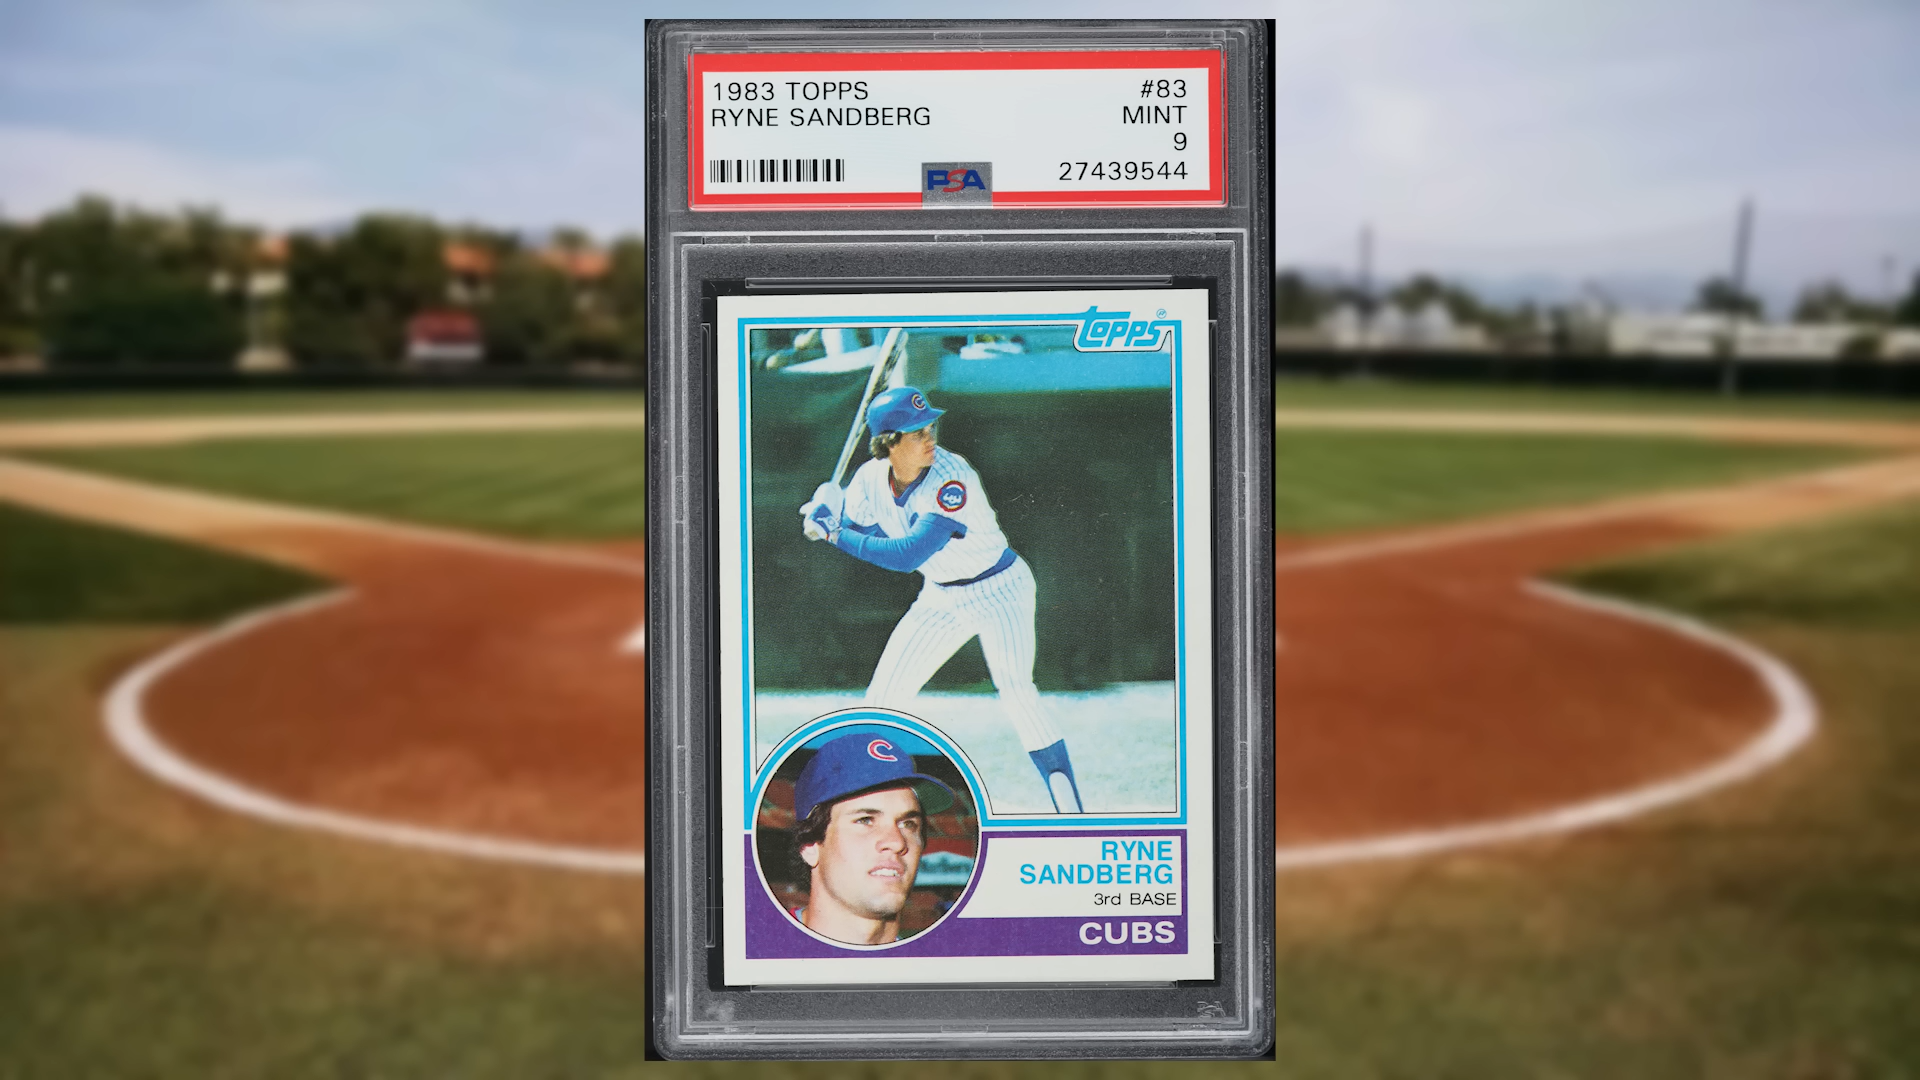 1983 TOPPS #83
RYNE SANDBERG MINT
9
PSA 27439544
topps
C
C
RYNE
SANDBERG
3rd BASE
CUBS